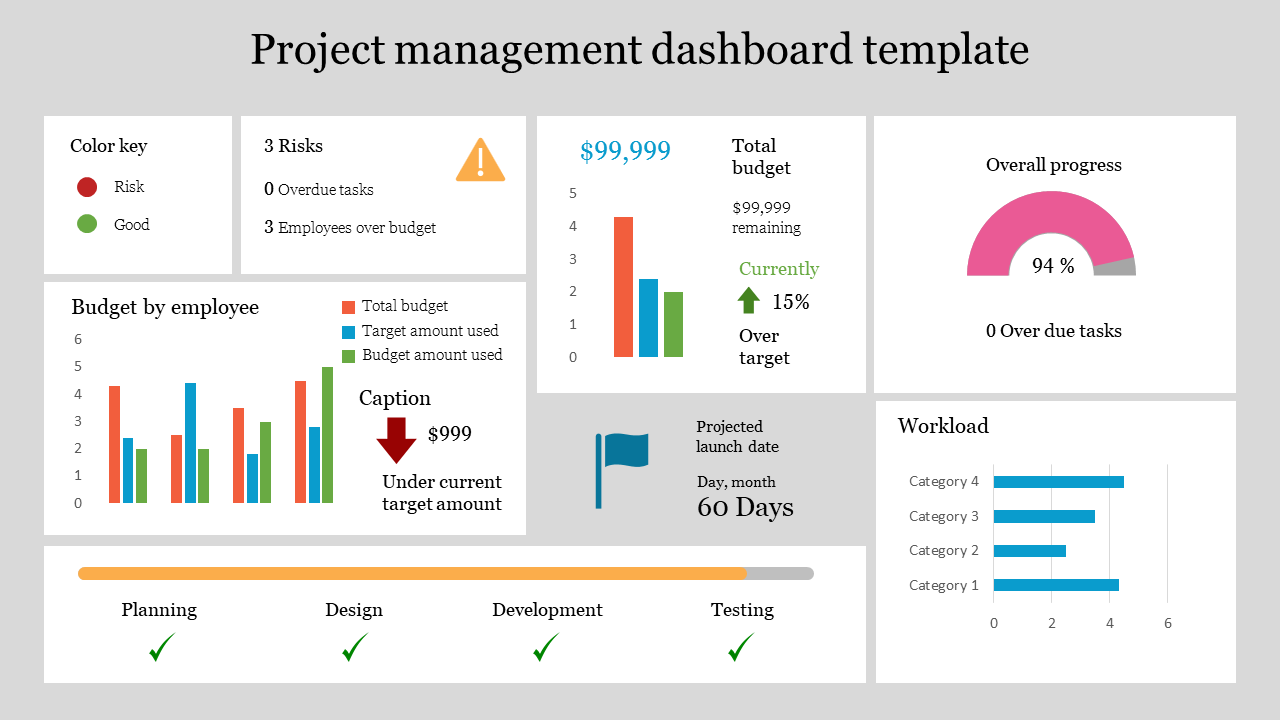 Project management dashboard template
Color key
Risk
Good
3 Risks
0 Overdue tasks
3 Employees over budget
$99,999
5
4
3
2
1
0
Total
budget
$99,999
remaining
Currently
15%
Over
target
Overall progress
94 %
0 Over due tasks
Budget by employee
6
5
4
3
2
1
0
Total budget
Target amount used
Budget amount used
Caption
$999
Under current
target amount
Projected
launch date
Day, month
60 Days
Workload
Category 4
Category 3
Category 2
Category 1
0 2 4 6
Planning Design Development Testing